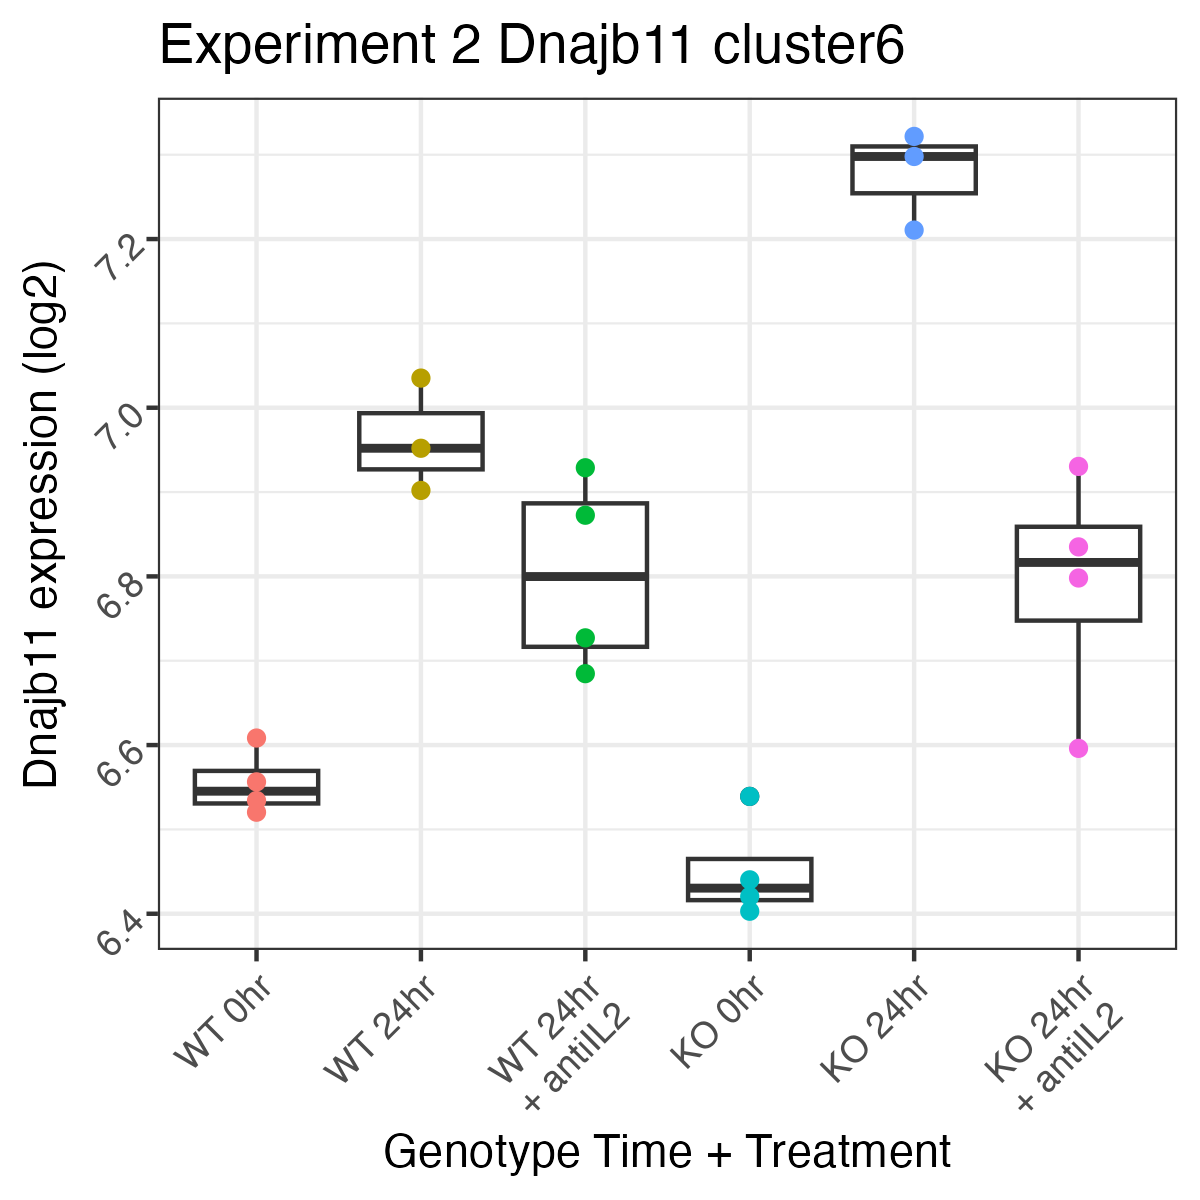 Experiment 2 Dnajb11 cluster6
Dnajb11 expression (log2)
7.2
7.0
6.8
6.6
6.4
WT 0hr
WT 24hr
WT 24hr
+ antiIL2
KO 0hr
KO 24hr
KO 24hr
+ antiIL2
Genotype Time + Treatment